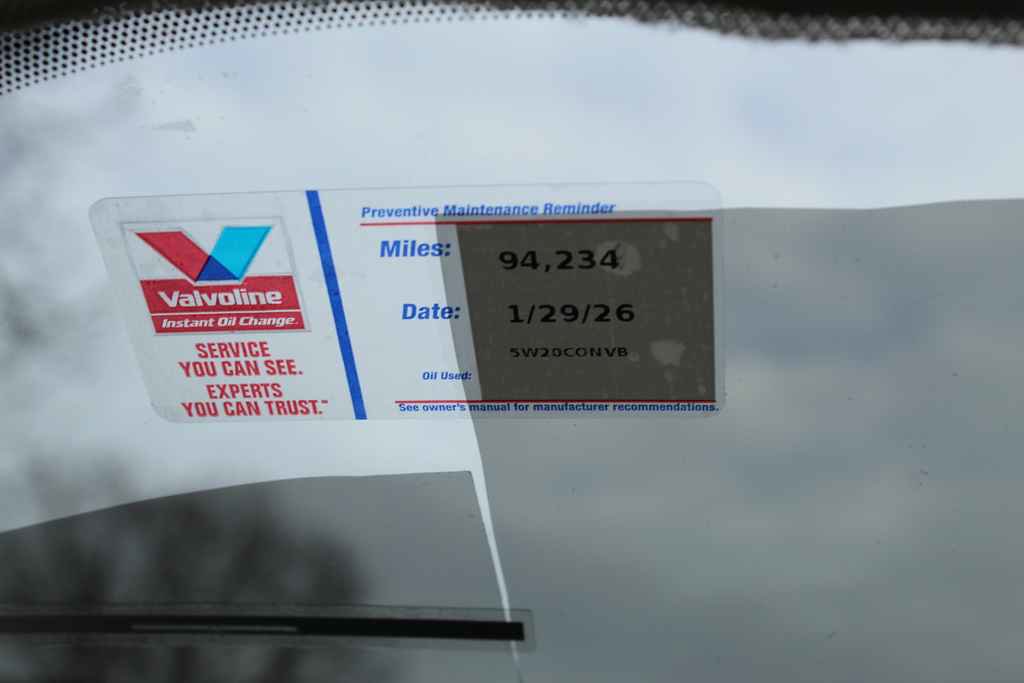 Preventive Maintenance Reminder
Miles: 94,234
Date: 1/29/26
5W20CONVB
Oil Used:
See owner's manual for manufacturer recommendations.
Valvoline
Instant Oil Change.
SERVICE
YOU CAN SEE.
EXPERTS
YOU CAN TRUST.™